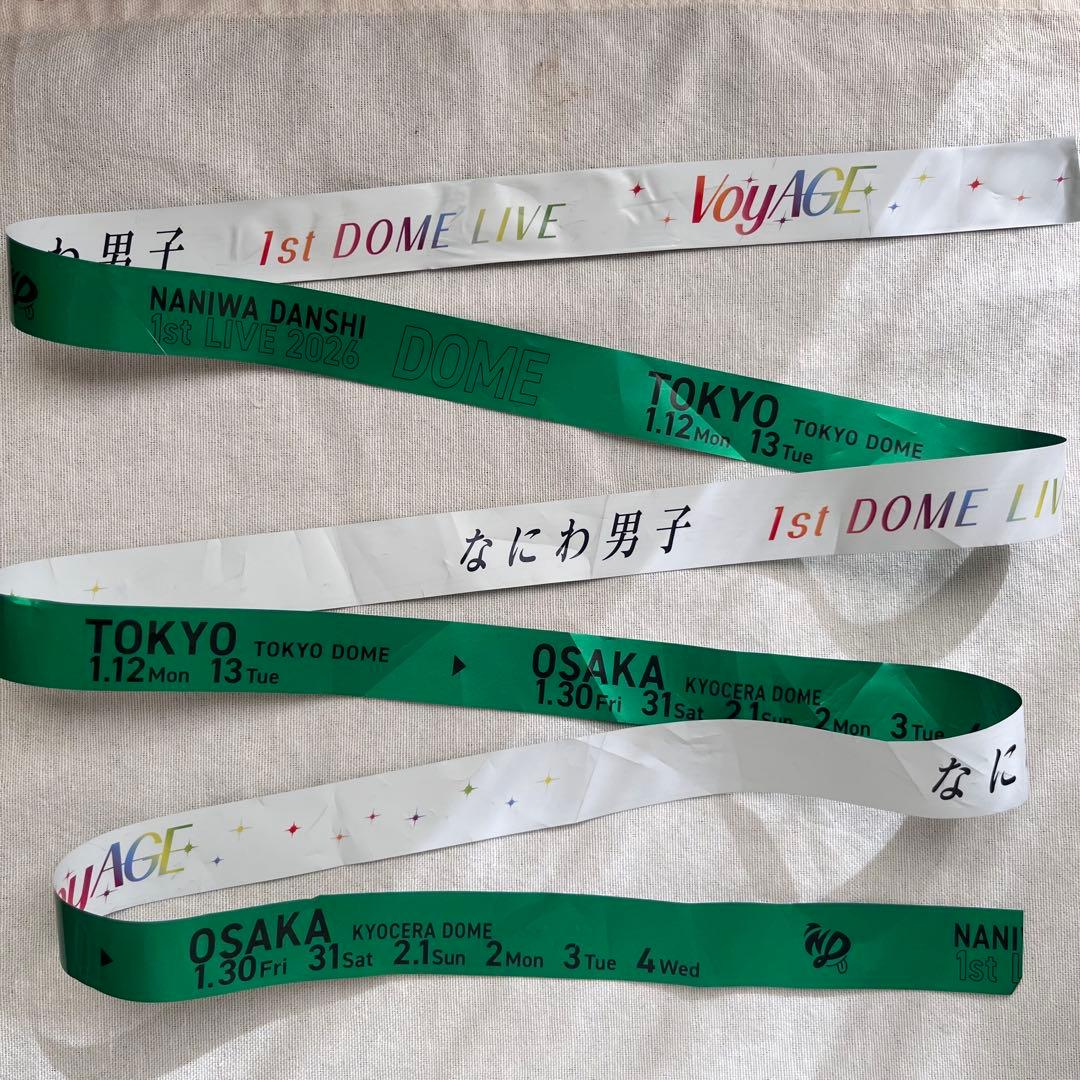 わ男子 1st DOME LIVE VoyAGE
NANIWA DANSHI
1st LIVE 2026 DOME
TOKYO TOKYO DOME
1.12 Mon 13 Tue
なにわ男子 1st DOME LIV
TOKYO TOKYO DOME
1.12 Mon 13 Tue
OSAKA KYOCERA DOME
1.30 Fri 31 Sat 2.1 Sun 2 Mon 3 Tue
なに
oyAGE
OSAKA KYOCERA DOME
1.30 Fri 31 Sat 2.1 Sun 2 Mon 3 Tue 4 Wed
ND
NANI
1st